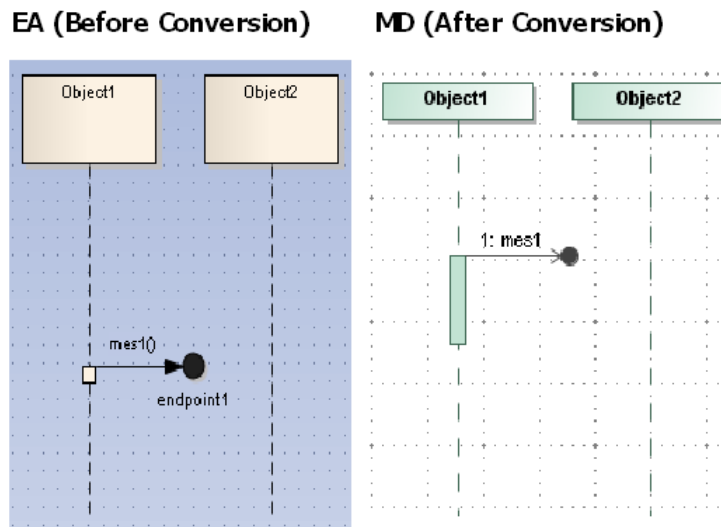 EA (Before Conversion)
MD (After Conversion)
Object1
Object2
mes1()
endpoint1
Object1
Object2
1: mes1